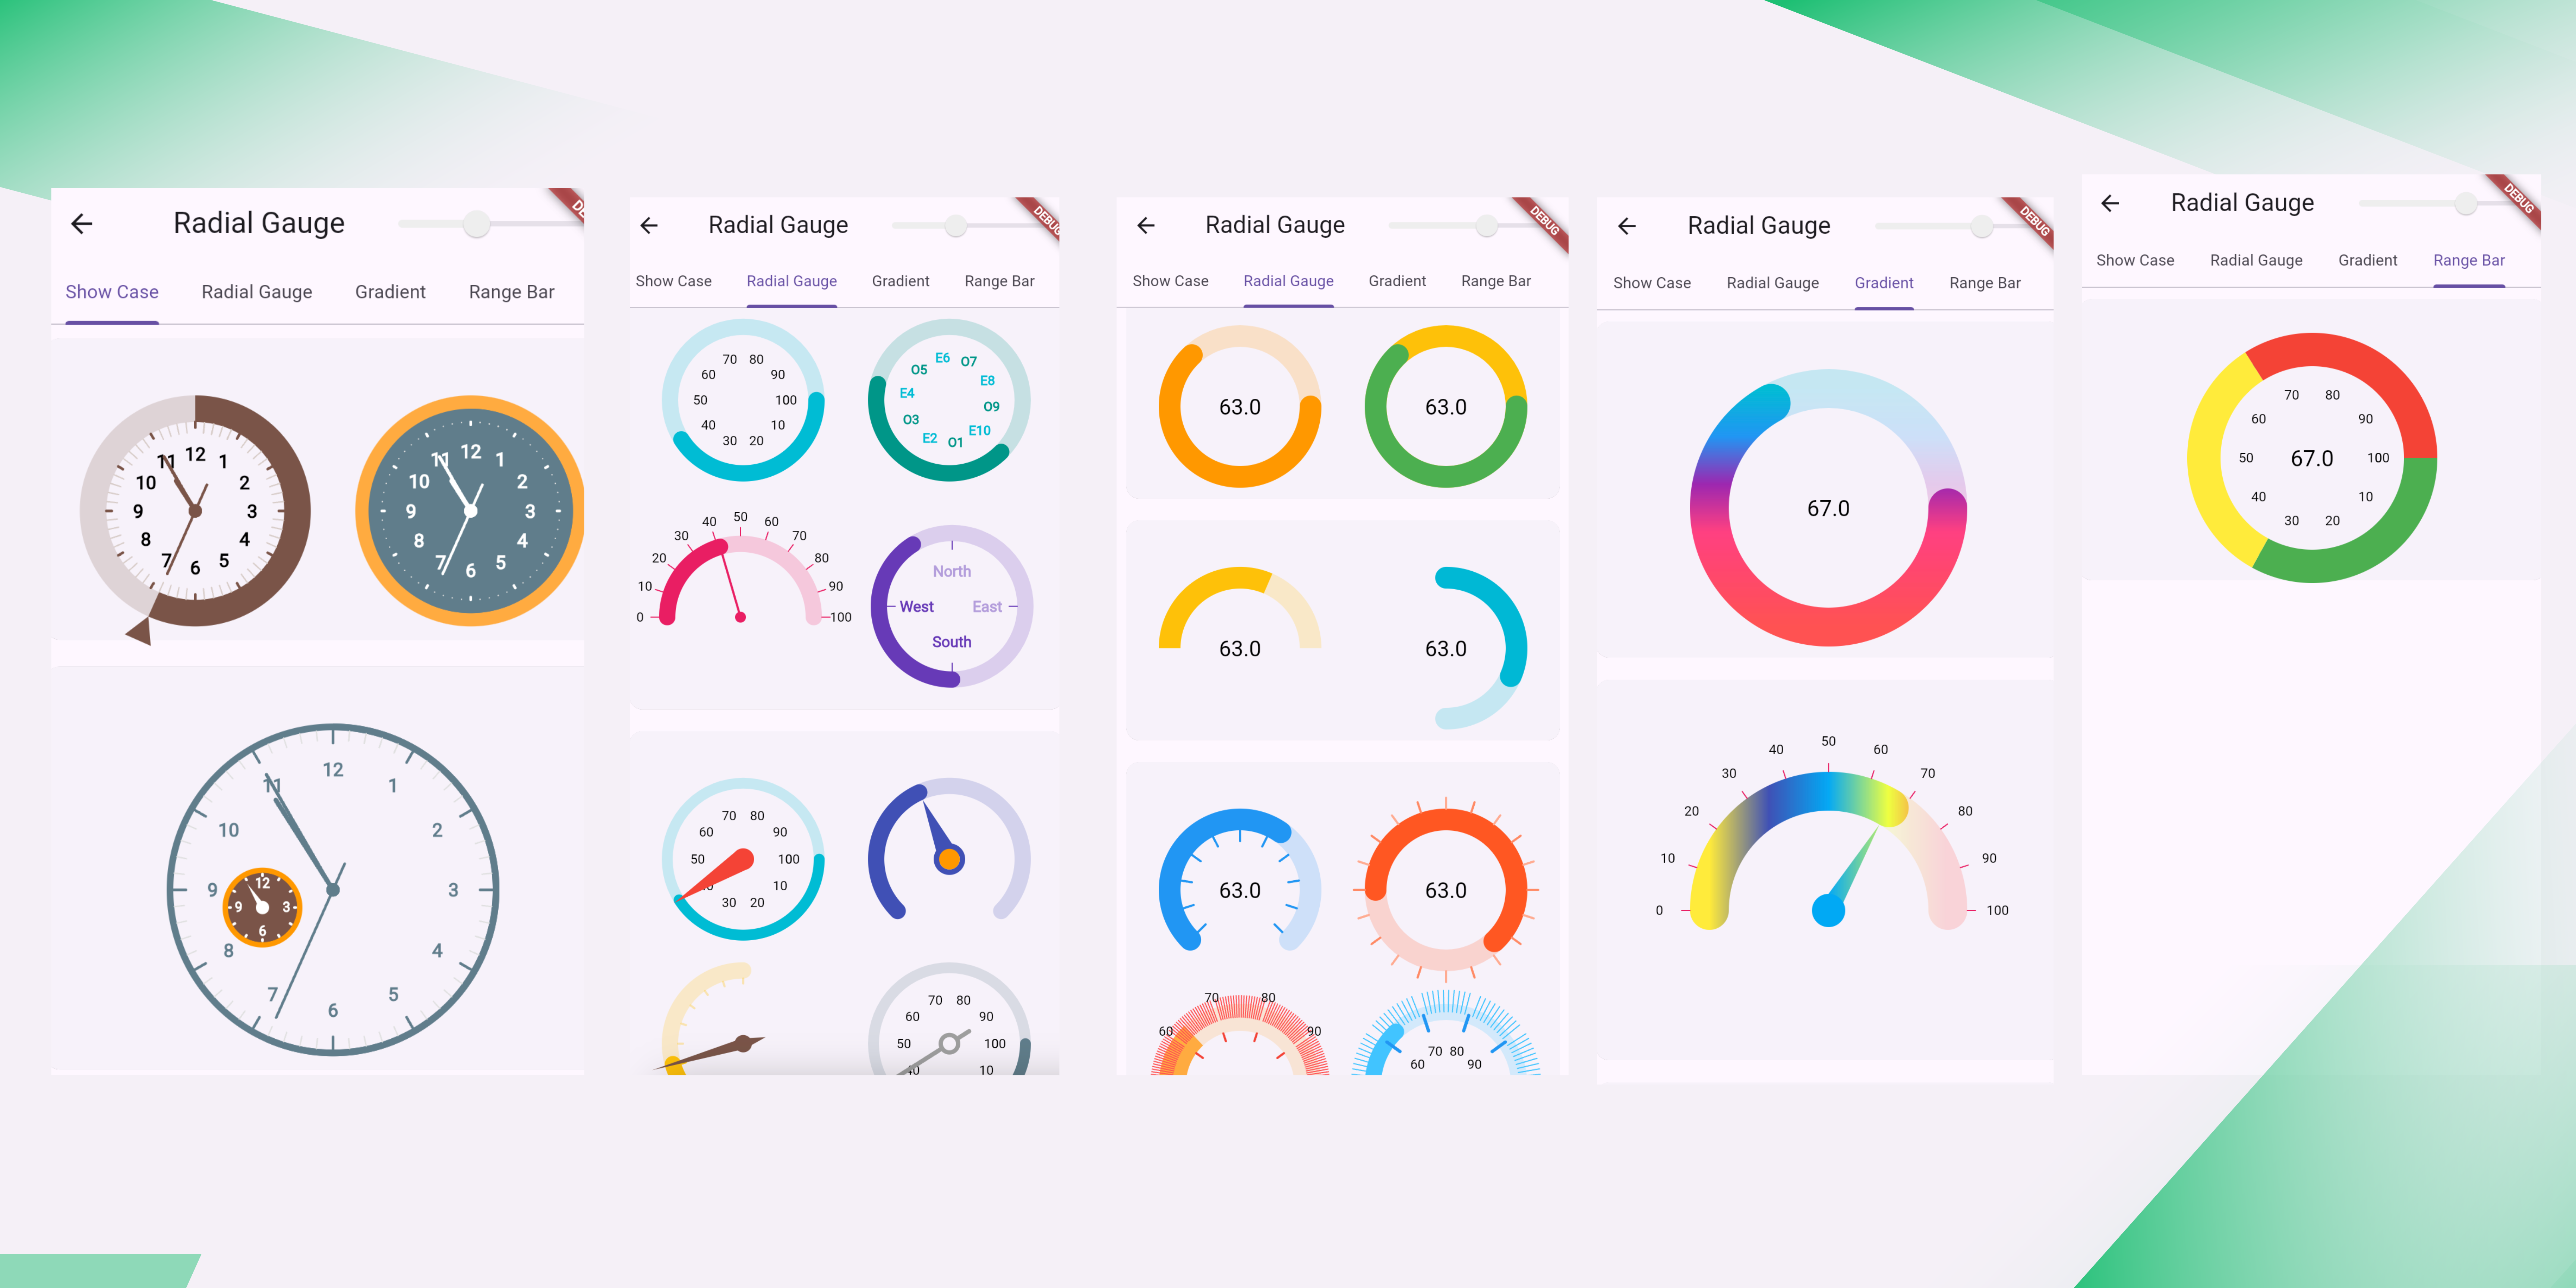 Radial Gauge
Show Case Radial Gauge Gradient Range Bar
12 1 2 3 4 5 6 7 8 9 10 11
12 1 2 3 4 5 6 7 8 9 10 11
12 1 2 3 4 5 6 7 8 9 10 11
12 3 6 9
Radial Gauge DEBUG
Show Case Radial Gauge Gradient Range Bar
10 20 30 40 50 60 70 80 90 100
O1 E2 O3 E4 O5 E6 O7 E8 O9 E10
0 10 20 30 40 50 60 70 80 90 100
North
West East
South
10 20 30 50 60 70 80 90 100
10 40 50 60 70 80 90 100
Radial Gauge DEBUG
Show Case Radial Gauge Gradient Range Bar
63.0 63.0
63.0 63.0
63.0 63.0
60 70 80 90
60 70 80 90
Radial Gauge DEBUG
Show Case Radial Gauge Gradient Range Bar
67.0
0 10 20 30 40 50 60 70 80 90 100
Radial Gauge DEBUG
Show Case Radial Gauge Gradient Range Bar
10 20 30 40 50 60 70 80 90 100
67.0